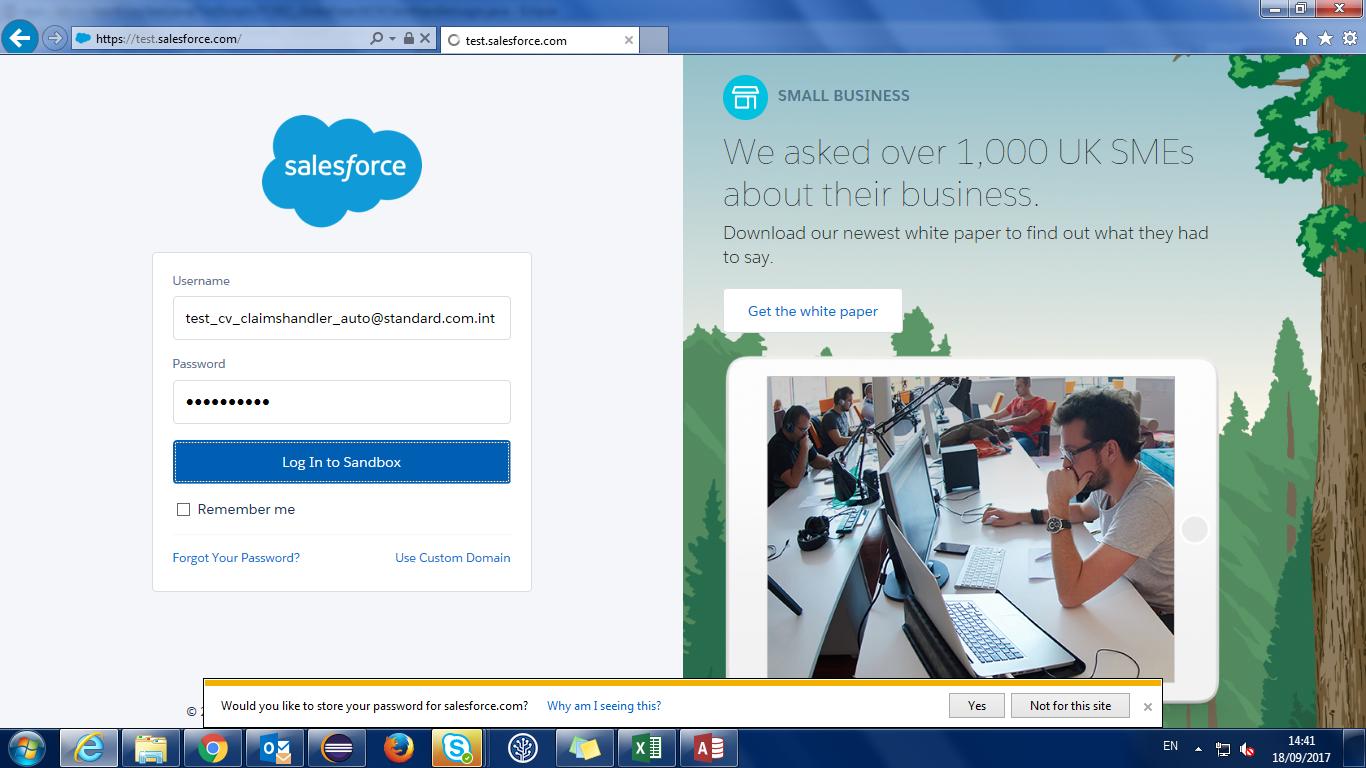 https://test.salesforce.com/
test.salesforce.com
salesforce
Username
test_cv_claimshandler_auto@standard.com.int
Password
Log In to Sandbox
Remember me
Forgot Your Password?
Use Custom Domain
SMALL BUSINESS
We asked over 1,000 UK SMEs
about their business.
Download our newest white paper to find out what they had
to say.
Get the white paper
©
Would you like to store your password for salesforce.com?
Why am I seeing this?
Yes
Not for this site
EN
14:41
18/09/2017